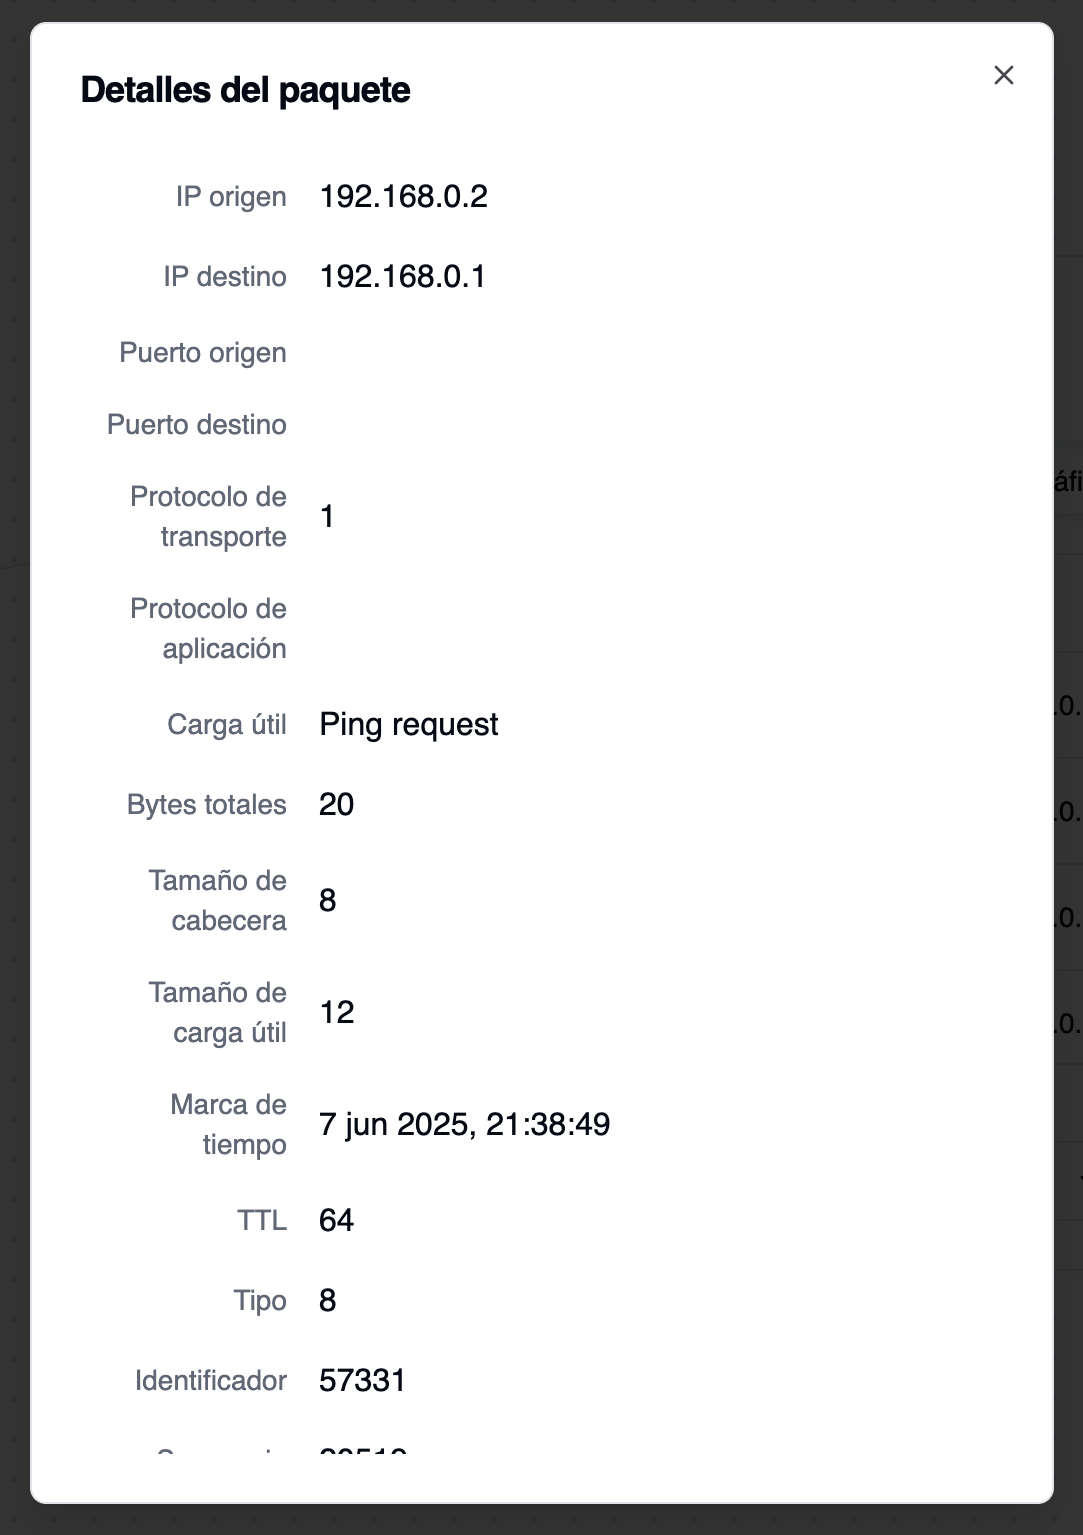 Detalles del paquete
IP origen 192.168.0.2
IP destino 192.168.0.1
Puerto origen
Puerto destino
Protocolo de
transporte 1
Protocolo de
aplicación
Carga útil Ping request
Bytes totales 20
Tamaño de
cabecera 8
Tamaño de
carga útil 12
Marca de
tiempo 7 jun 2025, 21:38:49
TTL 64
Tipo 8
Identificador 57331
áfi
.0.
.0.
.0.
.0.